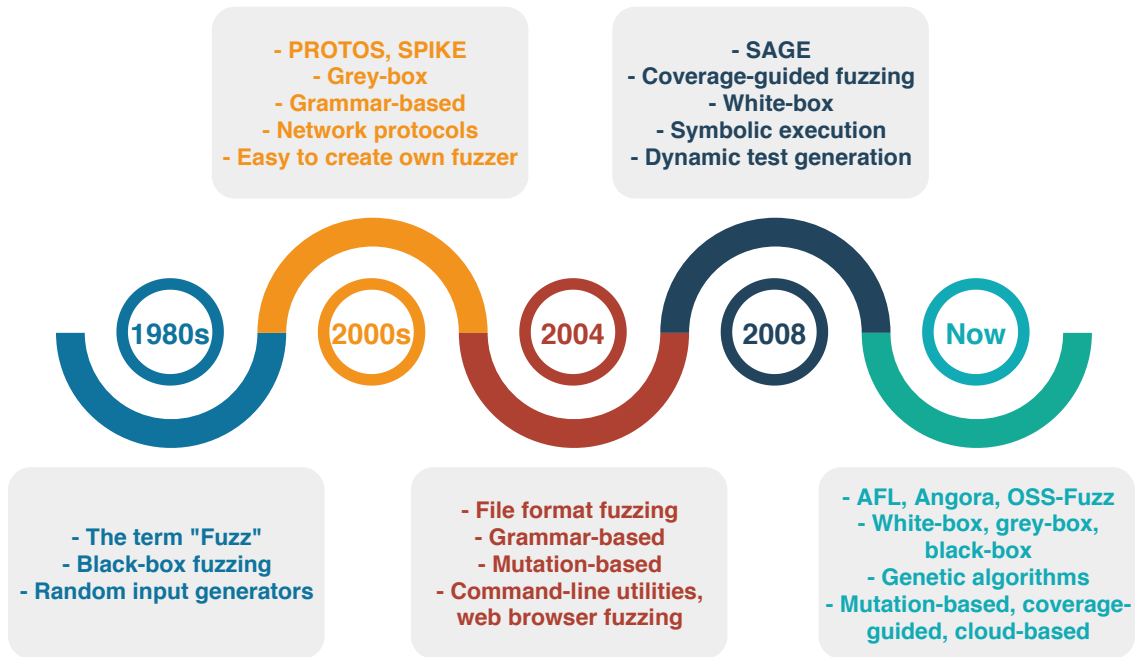 - PROTOS, SPIKE
- Grey-box
- Grammar-based
- Network protocols
- Easy to create own fuzzer
- SAGE
- Coverage-guided fuzzing
- White-box
- Symbolic execution
- Dynamic test generation
1980s
2000s
2004
2008
Now
- The term "Fuzz"
- Black-box fuzzing
- Random input generators
- File format fuzzing
- Grammar-based
- Mutation-based
- Command-line utilities,
web browser fuzzing
- AFL, Angora, OSS-Fuzz
- White-box, grey-box,
black-box
- Genetic algorithms
- Mutation-based, coverage-
guided, cloud-based